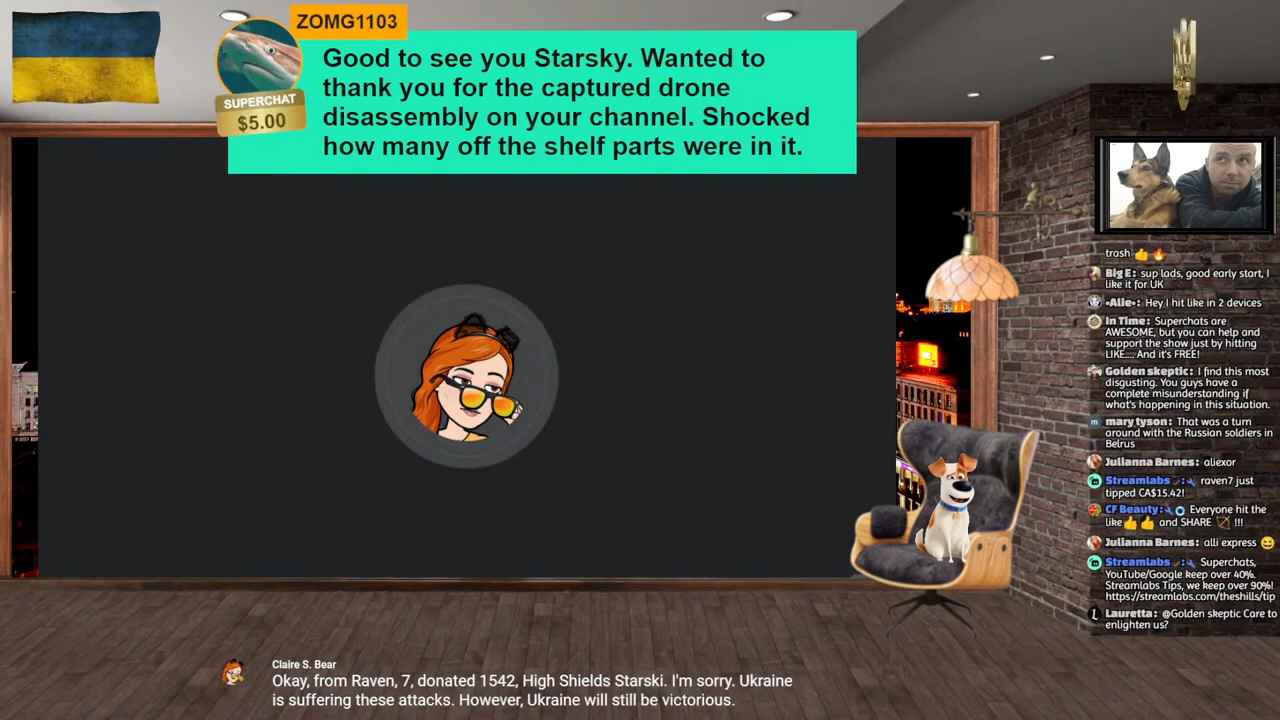 ZOMG1103
Good to see you Starsky. Wanted to
thank you for the captured drone
disassembly on your channel. Shocked
how many off the shelf parts were in it.
SUPERCHAT
$5.00
trash 👍🔥
Big E: sup lads, good early start, I
like it for UK
•Alie•: Hey I hit like in 2 devices
In Time: Superchats are
AWESOME, but you can help and
support the show just by hitting
LIKE.... And it's FREE!
Golden skeptic: I find this most
disgusting. You guys have a
complete misunderstanding if
what's happening in this situation.
mary tyson: That was a turn
around with the Russian soldiers in
Belrus
Julianna Barnes: aliexor
Streamlabs: raven7 just
tipped CA$15.42!
CF Beauty: Everyone hit the
like👍👍 and SHARE 🏹 !!!
Julianna Barnes: alli express 😄
Streamlabs: Superchats,
YouTube/Google keep over 40%.
Streamlabs Tips, we keep over 90%!
https://streamlabs.com/theshills/tip
L
Lauretta: @Golden skeptic Care to
enlighten us?
Claire S. Bear
Okay, from Raven, 7, donated 1542, High Shields Starski. I'm sorry. Ukraine
is suffering these attacks. However, Ukraine will still be victorious.